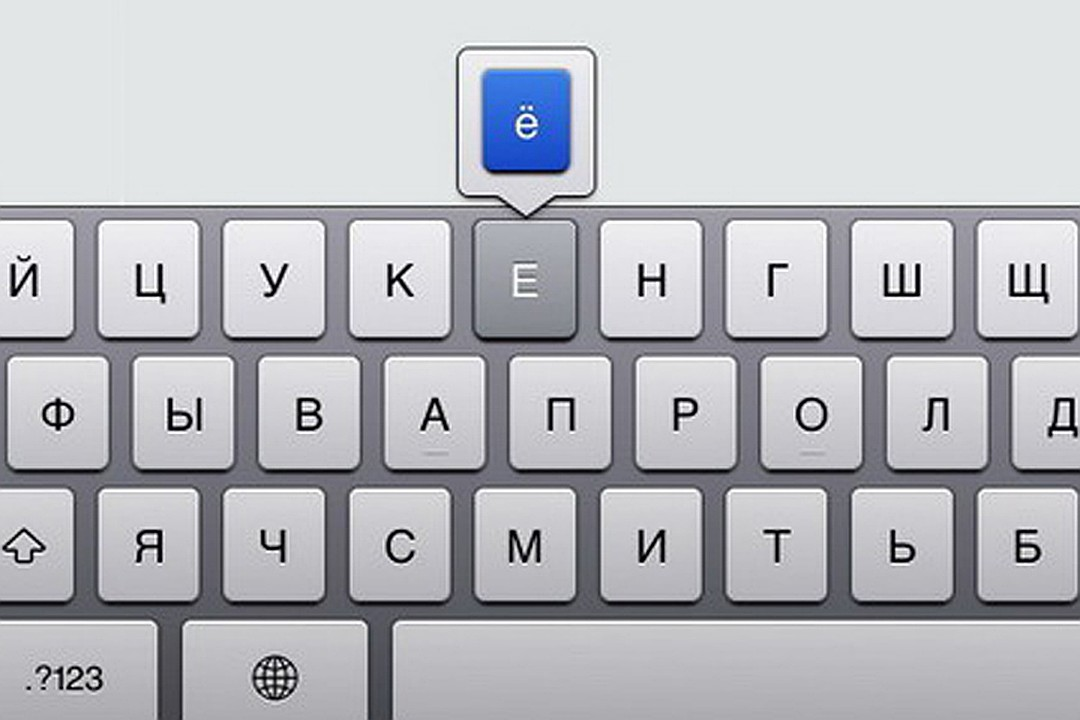 ё
Й Ц У К Е Н Г Ш Щ
Ф Ы В А П Р О Л Д
Я Ч С М И Т Ь Б
.?123